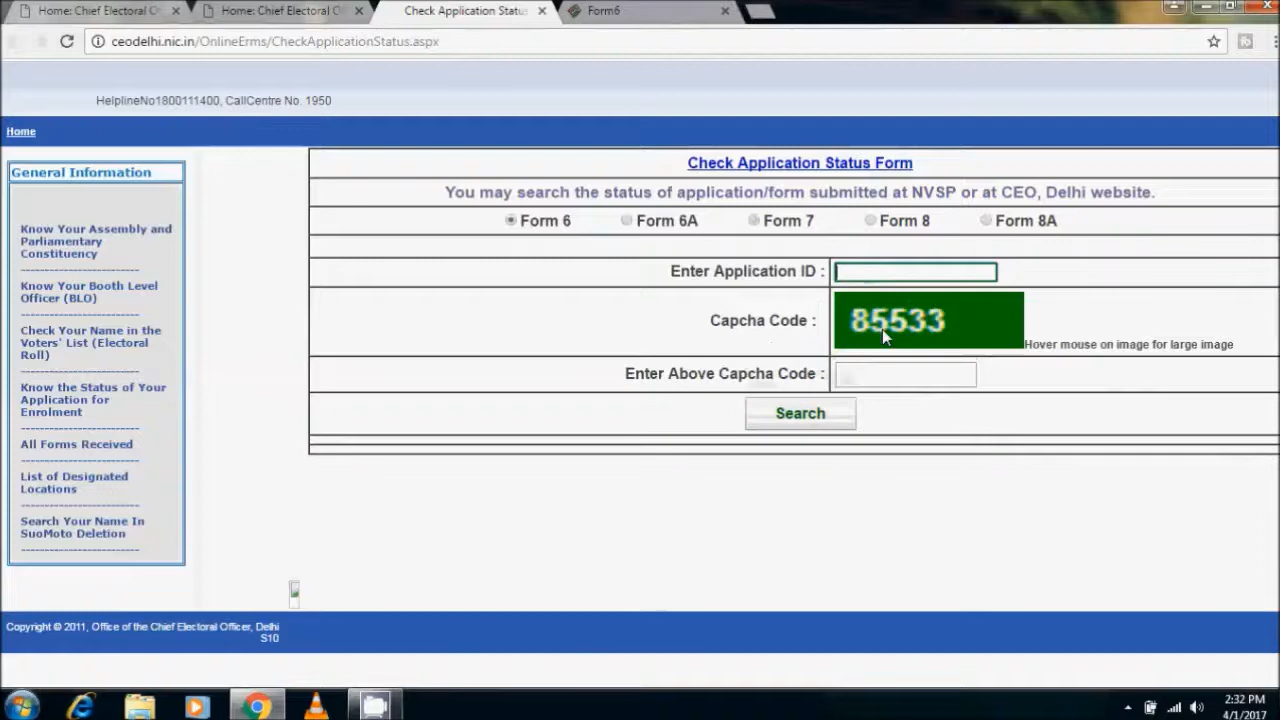 Home: Chief Electoral O
Home: Chief Electoral Of
Check Application Statu
Form6
ceodelhi.nic.in/OnlineErms/CheckApplicationStatus.aspx
HelplineNo1800111400, CallCentre No. 1950
Home
General Information
Know Your Assembly and
Parliamentary
Constituency
-----------------------
Know Your Booth Level
Officer (BLO)
-----------------------
Check Your Name in the
Voters' List (Electoral
Roll)
-----------------------
Know the Status of Your
Application for
Enrolment
-----------------------
All Forms Received
-----------------------
List of Designated
Locations
-----------------------
Search Your Name In
SuoMoto Deletion
-----------------------
Check Application Status Form
You may search the status of application/form submitted at NVSP or at CEO, Delhi website.
Form 6 Form 6A Form 7 Form 8 Form 8A
Enter Application ID :
Capcha Code : 85533 Hover mouse on image for large image
Enter Above Capcha Code :
Search
Copyright © 2011, Office of the Chief Electoral Officer, Delhi
S10
2:32 PM
4/1/2017